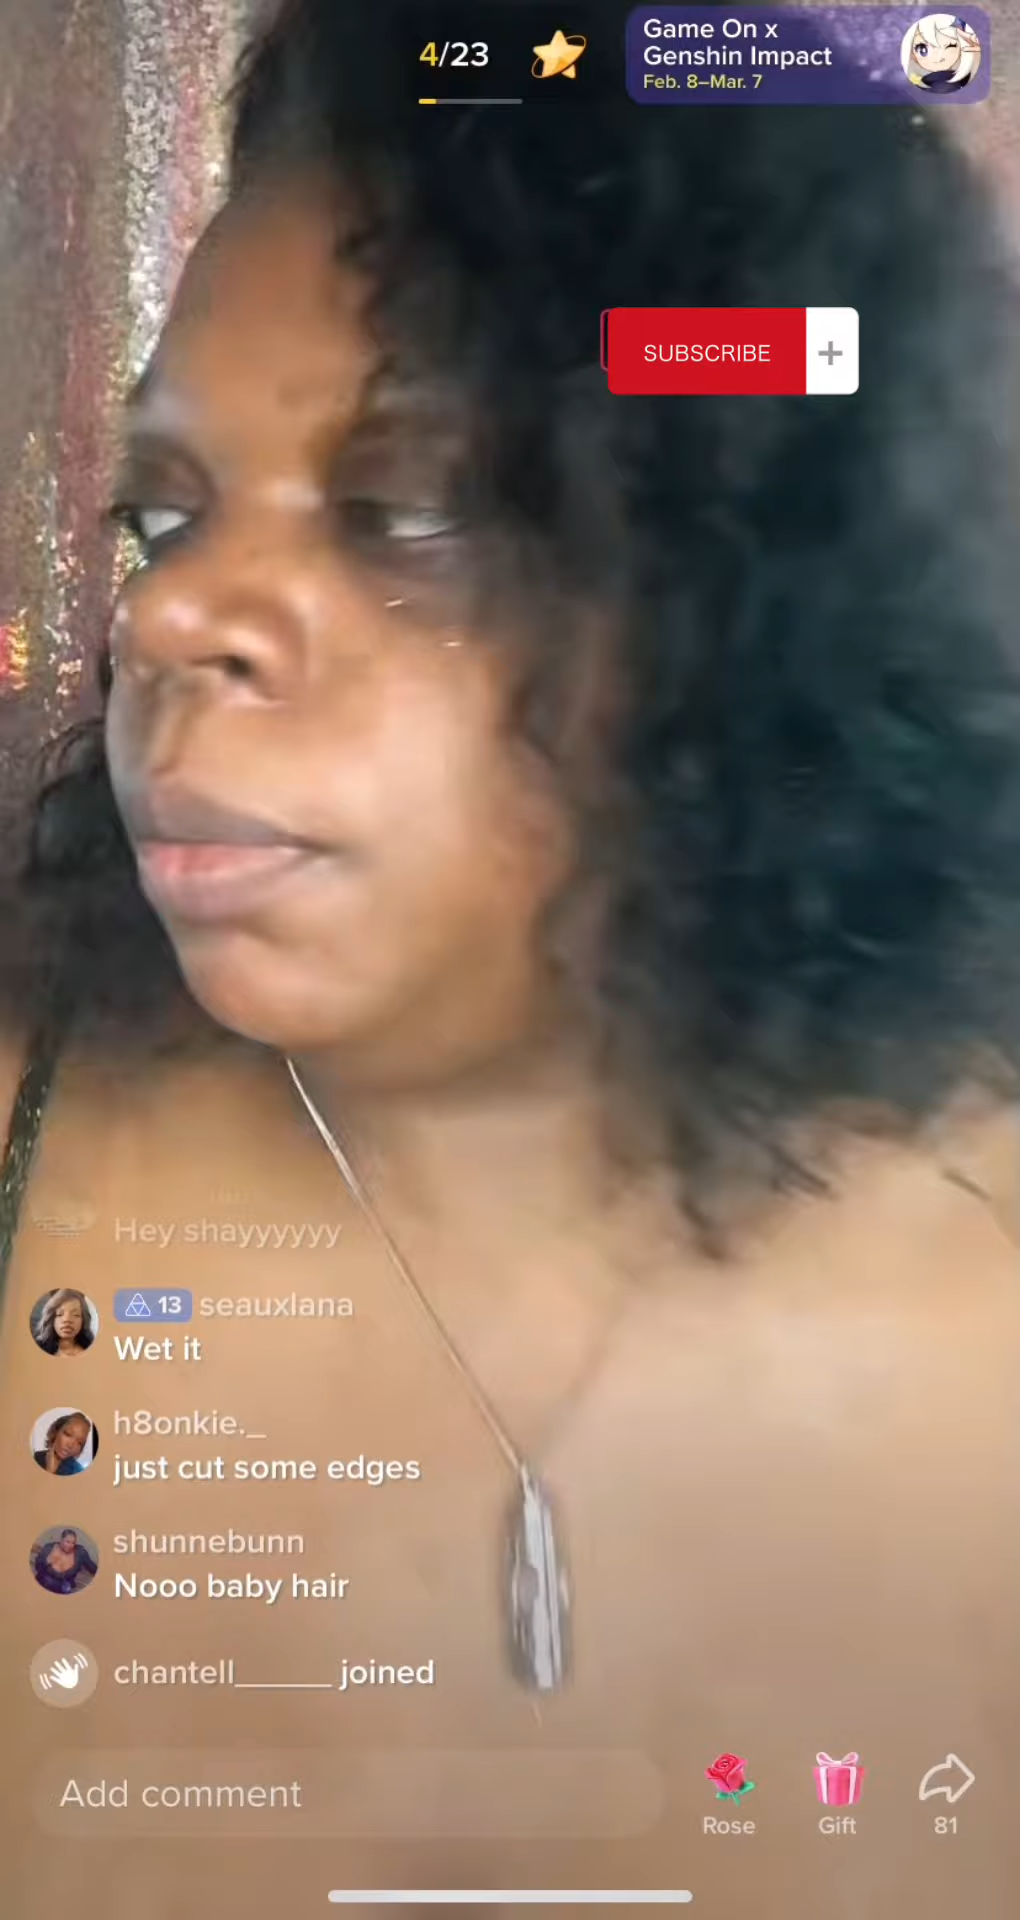 4/23
Game On x
Genshin Impact
Feb. 8–Mar. 7
SUBSCRIBE
Hey shayyyyyy
13 seauxlana
Wet it
h8onkie._
just cut some edges
shunnebunn
Nooo baby hair
chantell______ joined
Add comment
Rose
Gift
81